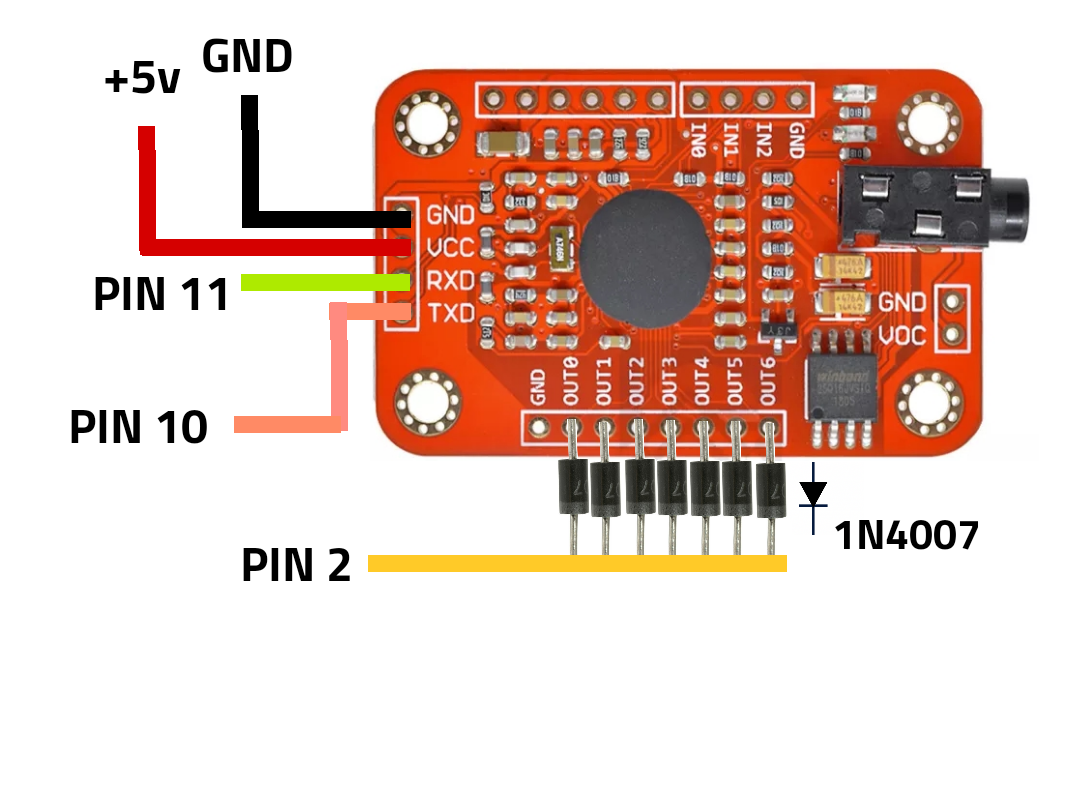 +5v
GND
IN0
IN1
IN2
GND
GND
VCC
RXD
TXD
PIN 11
PIN 10
GND
VOC
GND
OUT0
OUT1
OUT2
OUT3
OUT4
OUT5
OUT6
winbond
PIN 2
1N4007